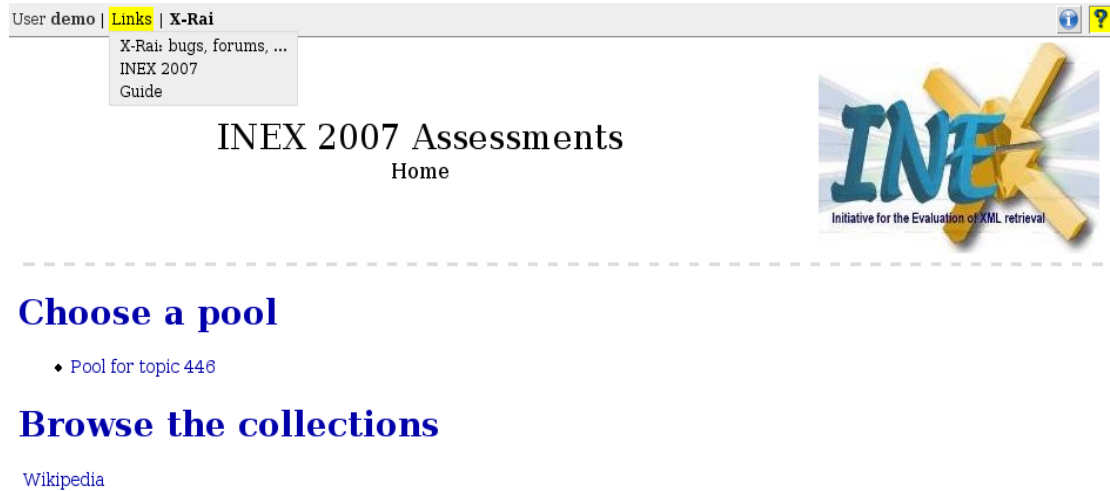 User demo | Links | X-Rai
?
X-Rai: bugs, forums, ...
INEX 2007
Guide
INEX 2007 Assessments
Home
INEX
Initiative for the Evaluation of XML retrieval
Choose a pool
• Pool for topic 446
Browse the collections
Wikipedia